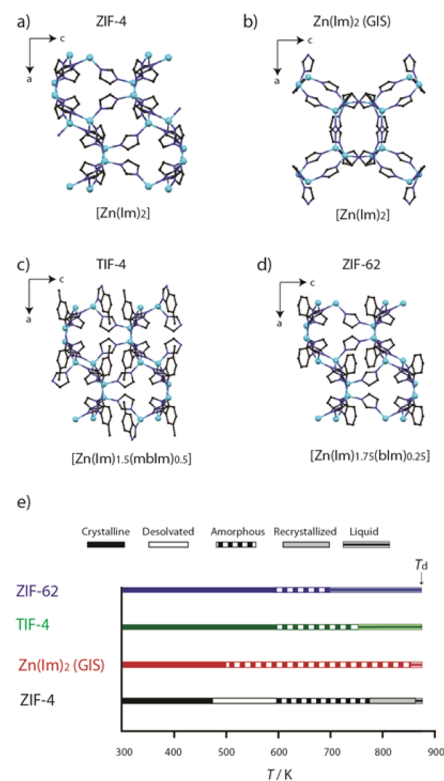 a) ZIF-4
c
a
[Zn(Im)2]
b) Zn(Im)2 (GIS)
c
a
[Zn(Im)2]
c) TIF-4
c
a
[Zn(Im)1.5(mbIm)0.5]
d) ZIF-62
c
a
[Zn(Im)1.75(bIm)0.25]
e)
Crystalline Desolvated Amorphous Recrystallized Liquid
Td
ZIF-62
TIF-4
Zn(Im)2 (GIS)
ZIF-4
300 400 500 600 700 800 900
T / K